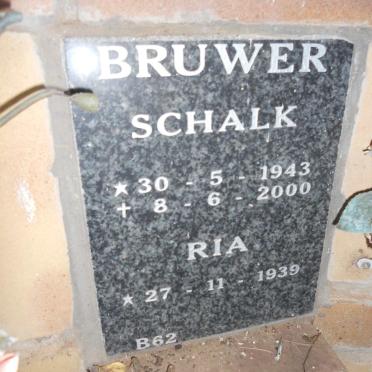 BRUWER
SCHALK
★ 30 - 5 - 1943
+ 8 - 6 - 2000
RIA
★ 27 - 11 - 1939
B62